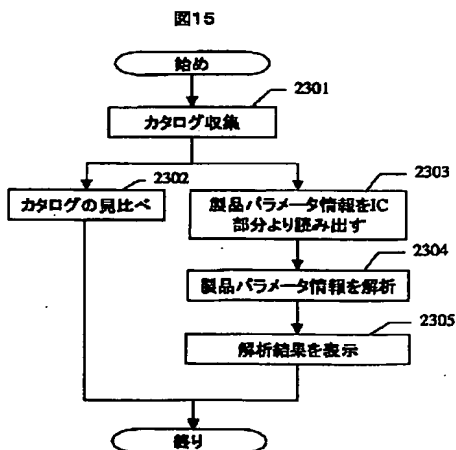 図15
始め
2301
カタログ収集
2302
カタログの見比べ
2303
製品パラメータ情報をIC
部分より読み出す
2304
製品パラメータ情報を解析
2305
解析結果を表示
終り